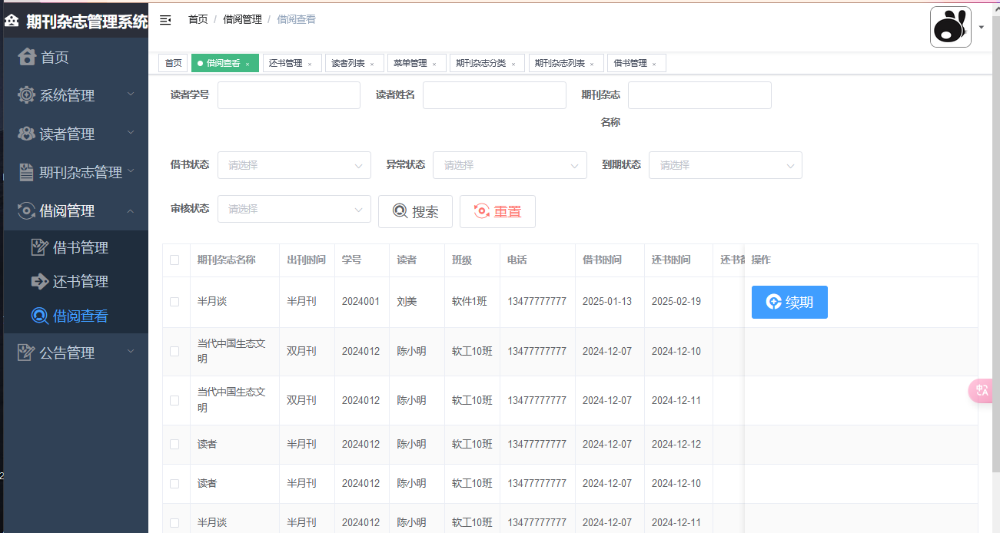 期刊杂志管理系统
首页 / 借阅管理 / 借阅查看
首页
系统管理
读者管理
期刊杂志管理
借阅管理
借书管理
还书管理
借阅查看
公告管理
首页 借阅查看 × 还书管理 × 读者列表 × 菜单管理 × 期刊杂志分类 × 期刊杂志列表 × 借书管理 ×
读者学号 读者姓名 期刊杂志
名称
借书状态 请选择 异常状态 请选择 到期状态 请选择
审核状态 请选择 搜索 重置
期刊杂志名称 出刊时间 学号 读者 班级 电话 借书时间 还书时间 还书 操作
半月谈 半月刊 2024001 刘美 软件1班 13477777777 2025-01-13 2025-02-19 续期
当代中国生态文
明 双月刊 2024012 陈小明 软工10班 13477777777 2024-12-07 2024-12-10
当代中国生态文
明 双月刊 2024012 陈小明 软工10班 13477777777 2024-12-07 2024-12-11
读者 半月刊 2024012 陈小明 软工10班 13477777777 2024-12-07 2024-12-12
读者 半月刊 2024012 陈小明 软工10班 13477777777 2024-12-07 2024-12-10
半月谈 半月刊 2024012 陈小明 软工10班 13477777777 2024-12-07 2024-12-11